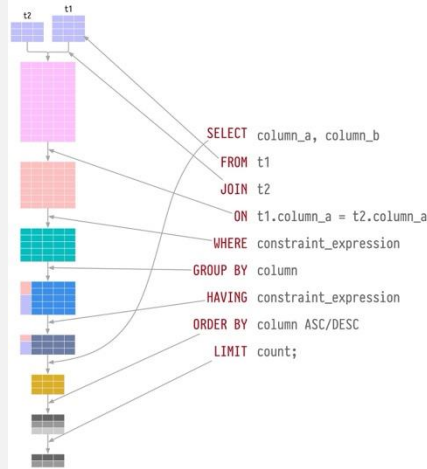 t2 t1
SELECT column_a, column_b
FROM t1
JOIN t2
ON t1.column_a = t2.column_a
WHERE constraint_expression
GROUP BY column
HAVING constraint_expression
ORDER BY column ASC/DESC
LIMIT count;